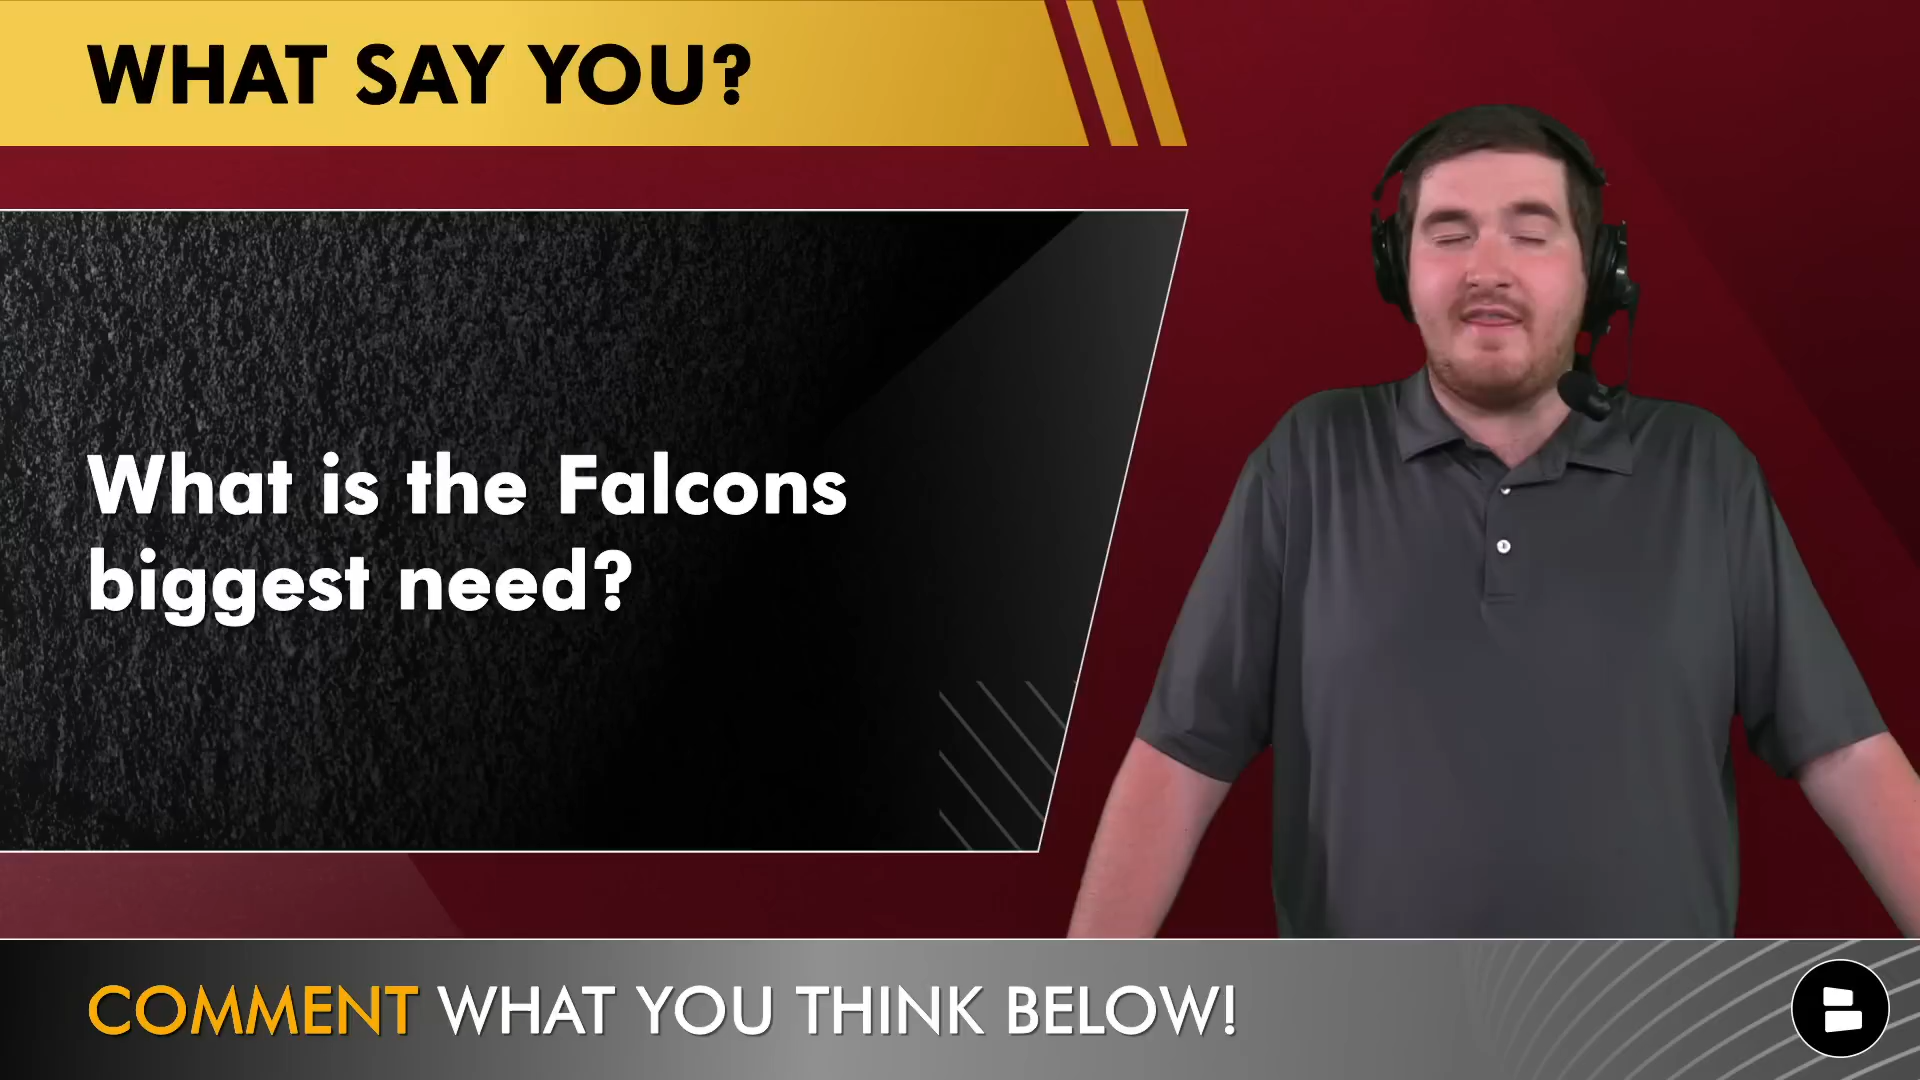 WHAT SAY YOU?
What is the Falcons
biggest need?
COMMENT WHAT YOU THINK BELOW!